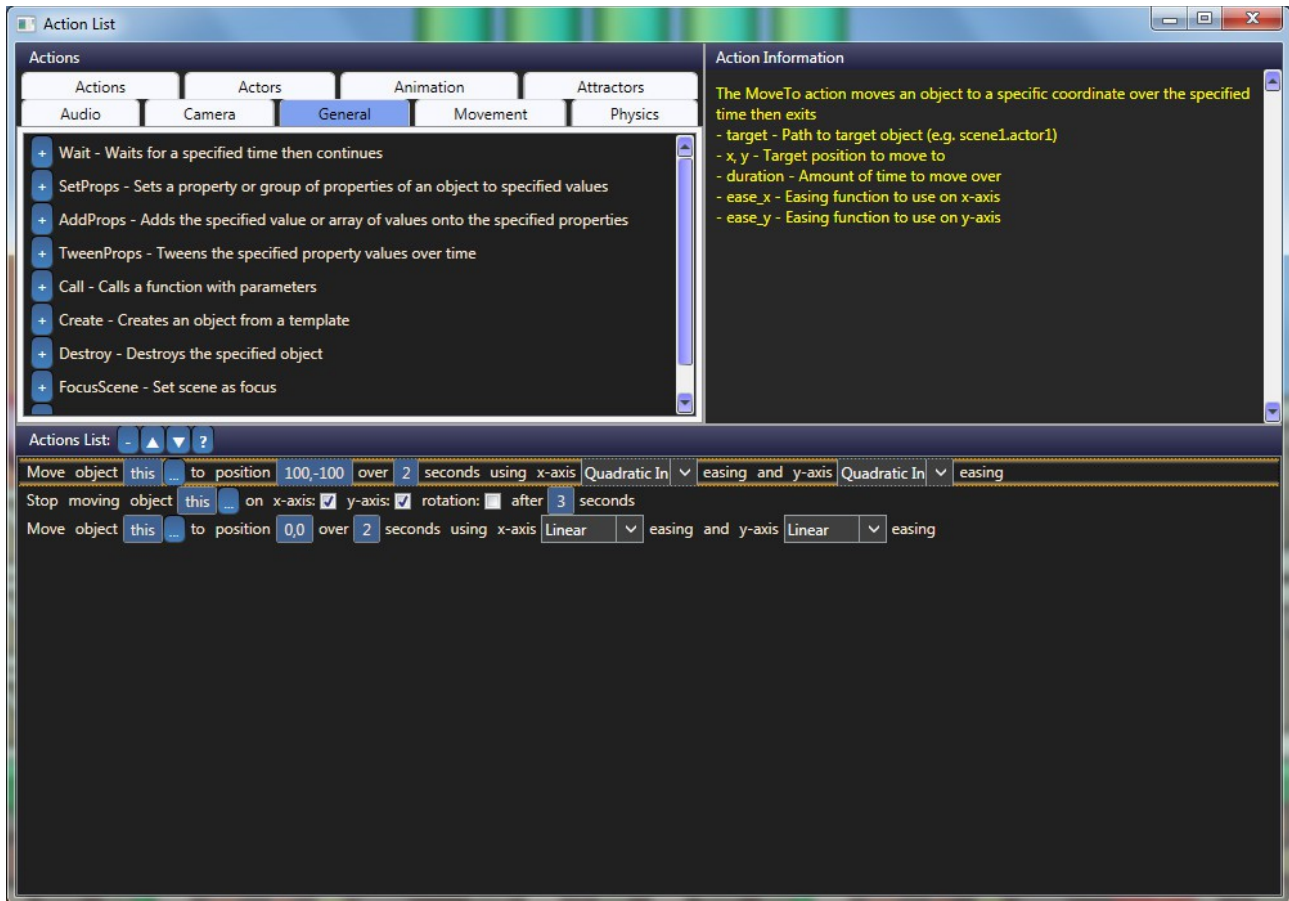 Action List
Actions
Actions Actors Animation Attractors
Audio Camera General Movement Physics
+ Wait - Waits for a specified time then continues
+ SetProps - Sets a property or group of properties of an object to specified values
+ AddProps - Adds the specified value or array of values onto the specified properties
+ TweenProps - Tweens the specified property values over time
+ Call - Calls a function with parameters
+ Create - Creates an object from a template
+ Destroy - Destroys the specified object
+ FocusScene - Set scene as focus
Action Information
The MoveTo action moves an object to a specific coordinate over the specified
time then exits
- target - Path to target object (e.g. scene1.actor1)
- x, y - Target position to move to
- duration - Amount of time to move over
- ease_x - Easing function to use on x-axis
- ease_y - Easing function to use on y-axis
Actions List: - ▲ ▼ ?
Move object this ... to position 100,-100 over 2 seconds using x-axis Quadratic In easing and y-axis Quadratic In easing
Stop moving object this ... on x-axis: y-axis: rotation: after 3 seconds
Move object this ... to position 0,0 over 2 seconds using x-axis Linear easing and y-axis Linear easing